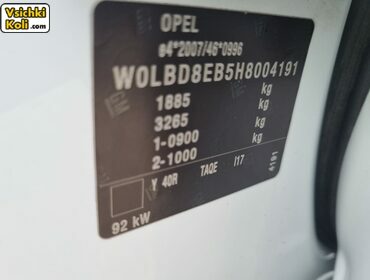 Vsichki
Koli.com
OPEL
e4*2007/46*0996
W0LBD8EB5H8004191
1885 kg
3265 kg
1-0900 kg
2-1000 kg
Y 40R TAQE I17
4191
92 kW